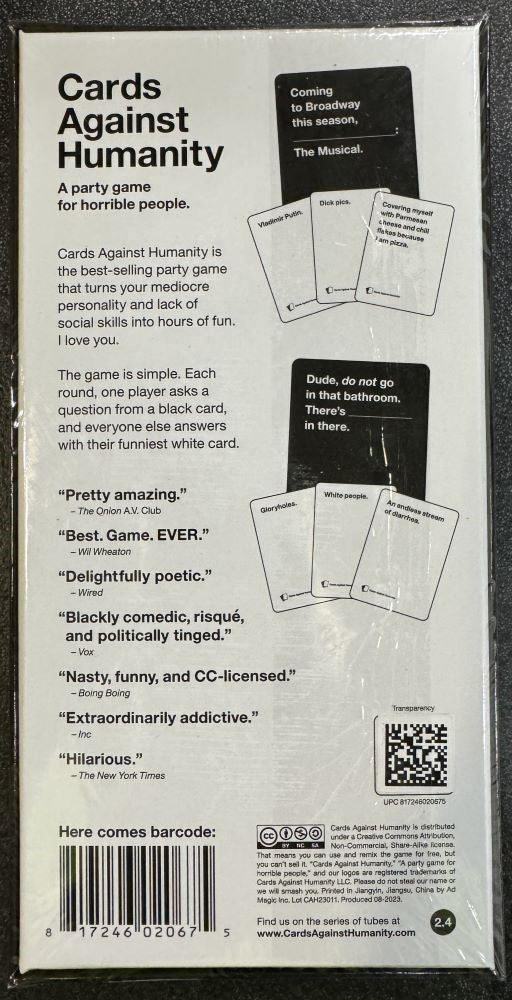 Cards
Against
Humanity
A party game
for horrible people.
Cards Against Humanity is
the best-selling party game
that turns your mediocre
personality and lack of
social skills into hours of fun.
I love you.
The game is simple. Each
round, one player asks a
question from a black card,
and everyone else answers
with their funniest white card.
Coming
to Broadway
this season,
____________:
The Musical.
Vladimir Putin.
Dick pics.
Covering myself
with Parmesan
cheese and chili
flakes because
I am pizza.
Dude, do not go
in that bathroom.
There's __________
in there.
Gloryholes.
White people.
An endless stream
of diarrhea.
“Pretty amazing.”
– The Onion A.V. Club
“Best. Game. EVER.”
– Wil Wheaton
“Delightfully poetic.”
– Wired
“Blackly comedic, risqué,
and politically tinged.”
– Vox
“Nasty, funny, and CC-licensed.”
– Boing Boing
“Extraordinarily addictive.”
– Inc
“Hilarious.”
– The New York Times
Transparency
UPC 817246020675
Here comes barcode:
8 17246 02067 5
cc BY NC SA
Cards Against Humanity is distributed
under a Creative Commons Attribution,
Non-Commercial, Share-Alike license.
That means you can use and remix the game for free, but
you can't sell it. "Cards Against Humanity," "A party game for
horrible people," and our logos are registered trademarks of
Cards Against Humanity LLC. Please do not steal our name or
we will smash you. Printed in Jiangyin, Jiangsu, China by Ad
Magic Inc. Lot CAH23011. Produced 08-2023.
Find us on the series of tubes at
www.CardsAgainstHumanity.com
2.4